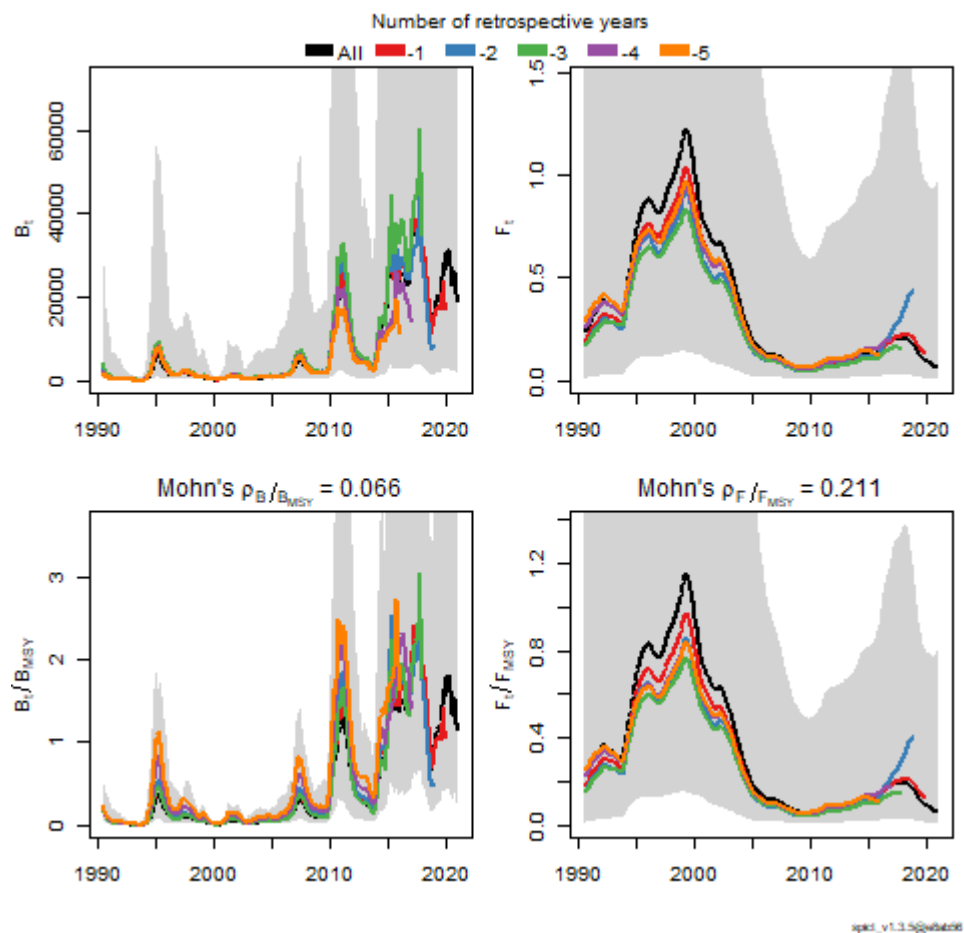 Number of retrospective years
All -1 -2 -3 -4 -5
Bt
0 20000 40000 60000
1990 2000 2010 2020
Ft
0.0 0.5 1.0 1.5
1990 2000 2010 2020
Mohn's ρB/BMSY = 0.066
Bt/BMSY
0 1 2 3
1990 2000 2010 2020
Mohn's ρF/FMSY = 0.211
Ft/FMSY
0.0 0.4 0.8 1.2
1990 2000 2010 2020